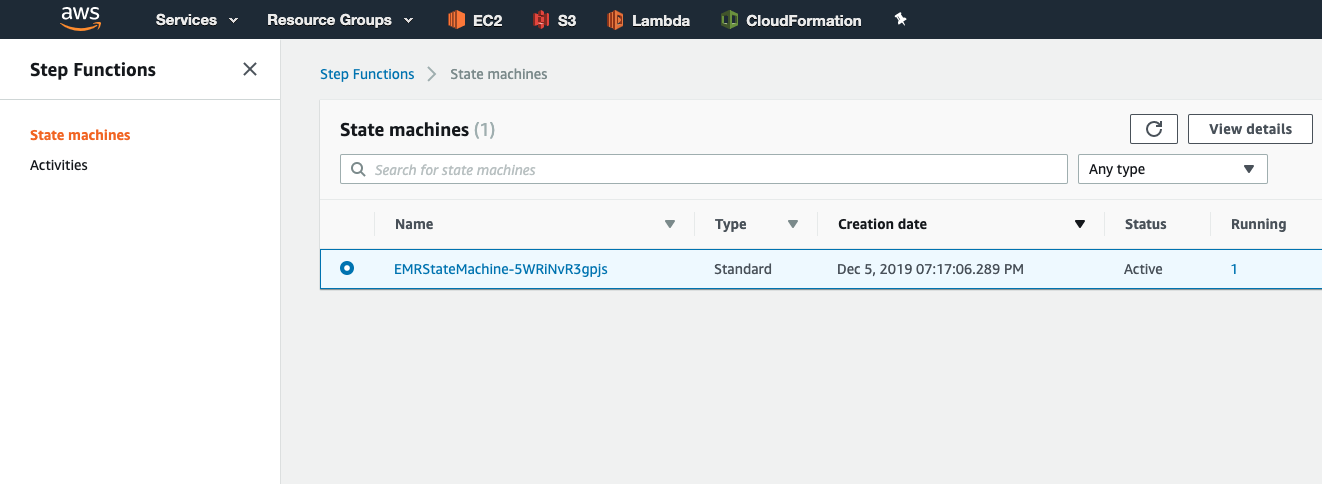 aws Services Resource Groups EC2 S3 Lambda CloudFormation
Step Functions
State machines
Activities
Step Functions State machines
State machines (1) View details
Search for state machines Any type
Name Type Creation date Status Running
EMRStateMachine-5WRiNvR3gpjs Standard Dec 5, 2019 07:17:06.289 PM Active 1